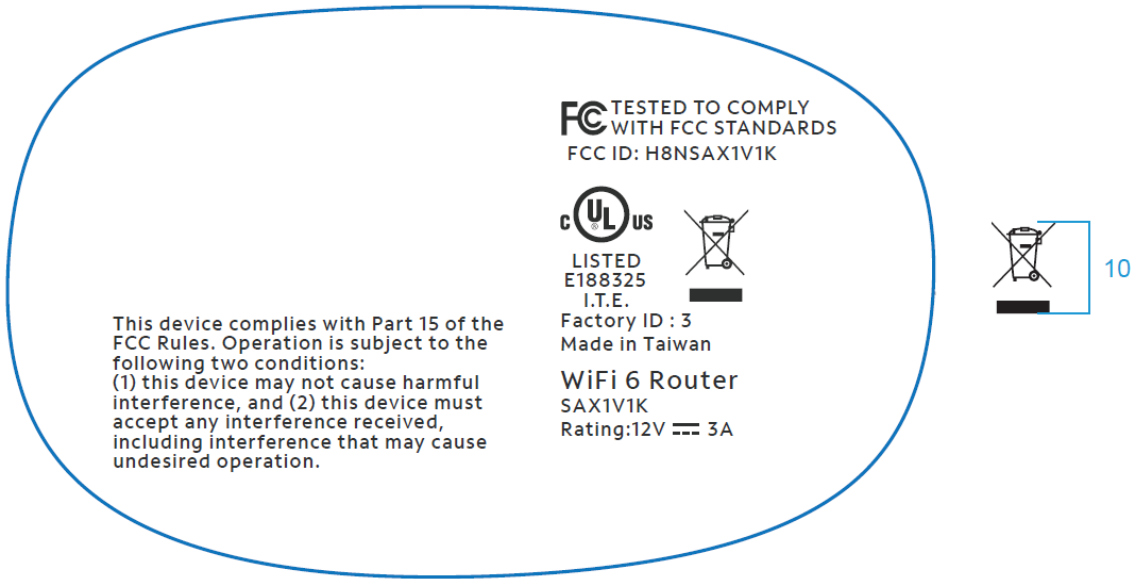 This device complies with Part 15 of the
FCC Rules. Operation is subject to the
following two conditions:
(1) this device may not cause harmful
interference, and (2) this device must
accept any interference received,
including interference that may cause
undesired operation.
FC TESTED TO COMPLY
WITH FCC STANDARDS
FCC ID: H8NSAX1V1K
C UL® US
LISTED
E188325
I.T.E.
Factory ID : 3
Made in Taiwan
WiFi 6 Router
SAX1V1K
Rating:12V ⎓ 3A
10